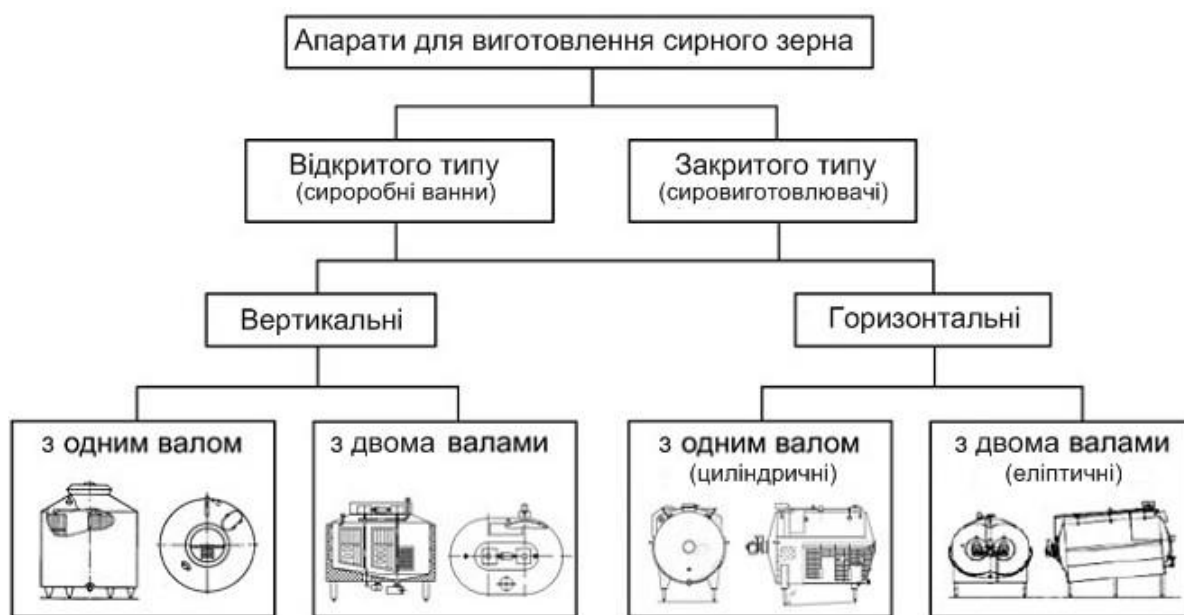 Апарати для виготовлення сирного зерна
Відкритого типу
(сироробні ванни)
Закритого типу
(сировиготовлювачі)
Вертикальні
Горизонтальні
з одним валом
з двома валами
з одним валом
(циліндричні)
з двома валами
(еліптичні)